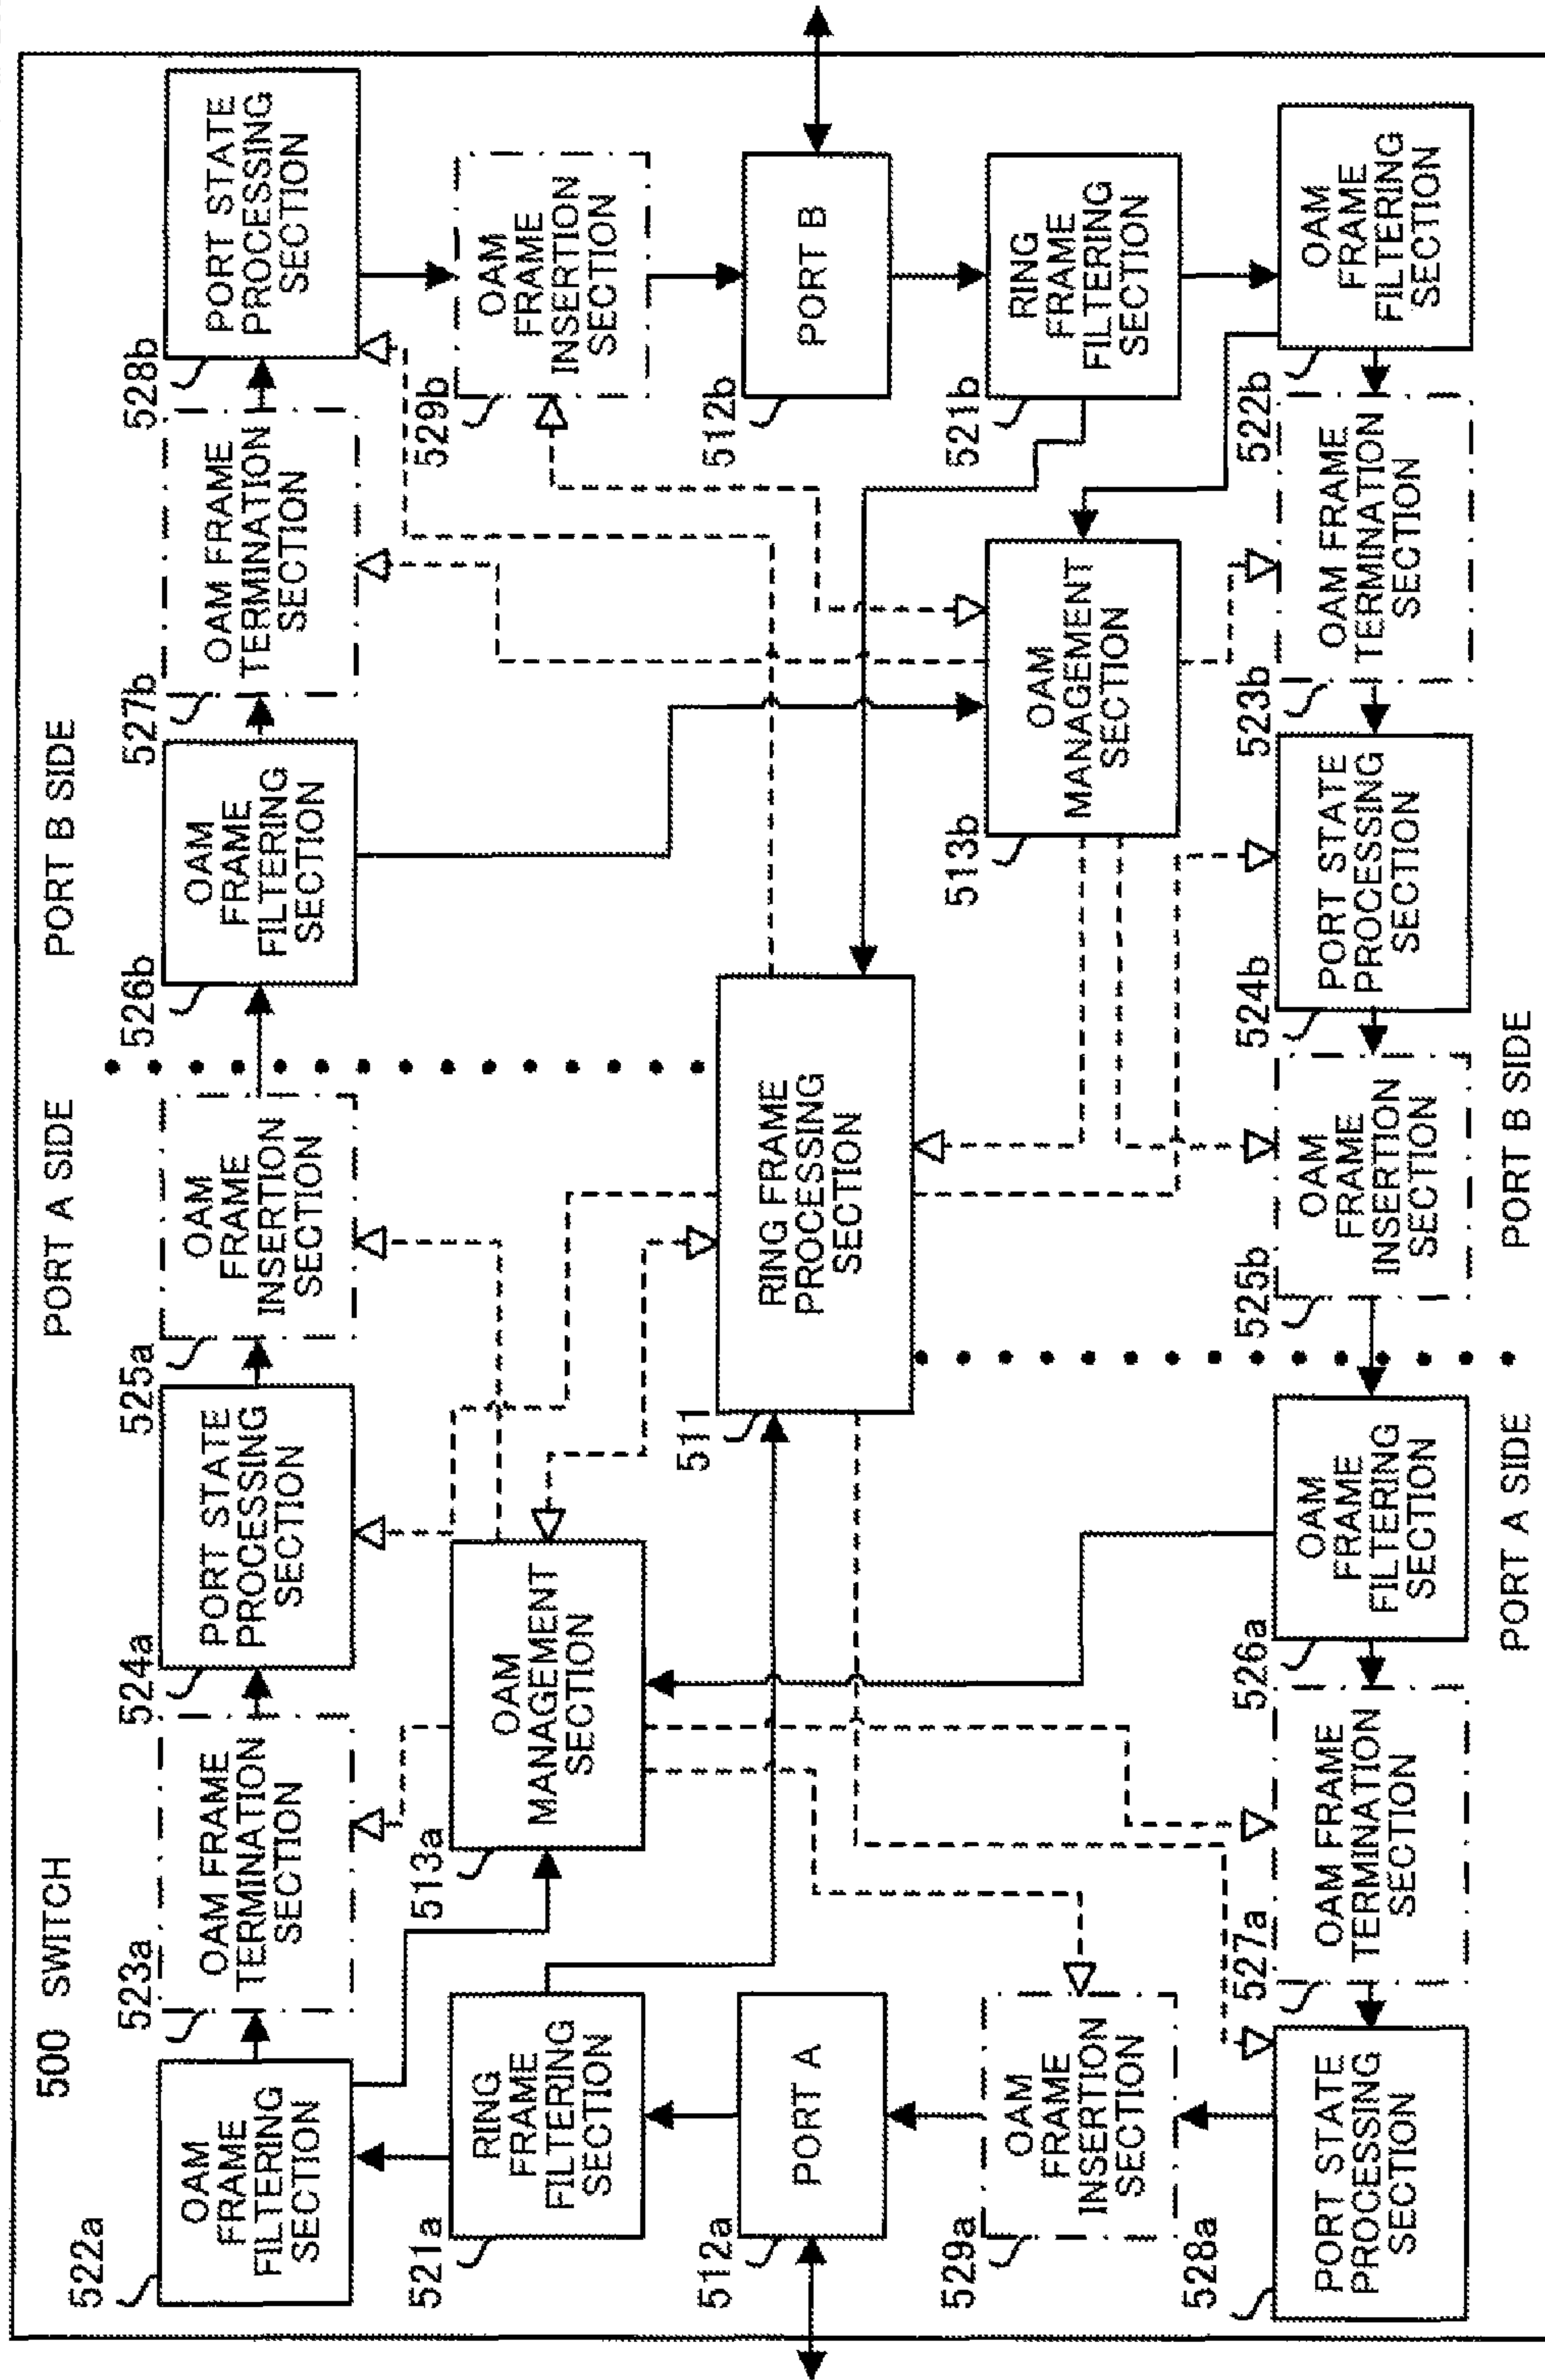 500 SWITCH
PORT A SIDE
PORT B SIDE
522a
OAM
FRAME
FILTERING
SECTION
523a
OAM FRAME
TERMINATION
SECTION
524a
PORT STATE
PROCESSING
SECTION
525a
OAM
FRAME
INSERTION
SECTION
526b
OAM
FRAME
FILTERING
SECTION
527b
OAM FRAME
TERMINATION
SECTION
528b
PORT STATE
PROCESSING
SECTION
521a
RING
FRAME
FILTERING
SECTION
513a
OAM
MANAGEMENT
SECTION
529b
OAM
FRAME
INSERTION
SECTION
512a
PORT A
511
RING FRAME
PROCESSING
SECTION
512b
PORT B
529a
OAM
FRAME
INSERTION
SECTION
513b
OAM
MANAGEMENT
SECTION
521b
RING
FRAME
FILTERING
SECTION
528a
PORT STATE
PROCESSING
SECTION
527a
OAM FRAME
TERMINATION
SECTION
526a
OAM
FRAME
FILTERING
SECTION
525b
OAM
FRAME
INSERTION
SECTION
524b
PORT STATE
PROCESSING
SECTION
523b
OAM FRAME
TERMINATION
SECTION
522b
OAM
FRAME
FILTERING
SECTION
PORT A SIDE
PORT B SIDE